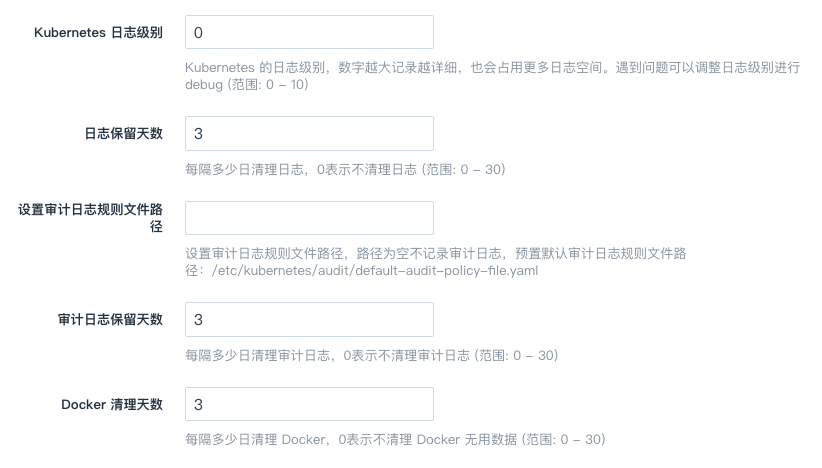 Kubernetes 日志级别
0
Kubernetes 的日志级别，数字越大记录越详细，也会占用更多日志空间。遇到问题可以调整日志级别进行
debug (范围: 0 - 10)
日志保留天数
3
每隔多少日清理日志，0表示不清理日志 (范围: 0 - 30)
设置审计日志规则文件路
径
设置审计日志规则文件路径，路径为空不记录审计日志，预置默认审计日志规则文件路
径：/etc/kubernetes/audit/default-audit-policy-file.yaml
审计日志保留天数
3
每隔多少日清理审计日志，0表示不清理审计日志 (范围: 0 - 30)
Docker 清理天数
3
每隔多少日清理 Docker，0表示不清理 Docker 无用数据 (范围: 0 - 30)